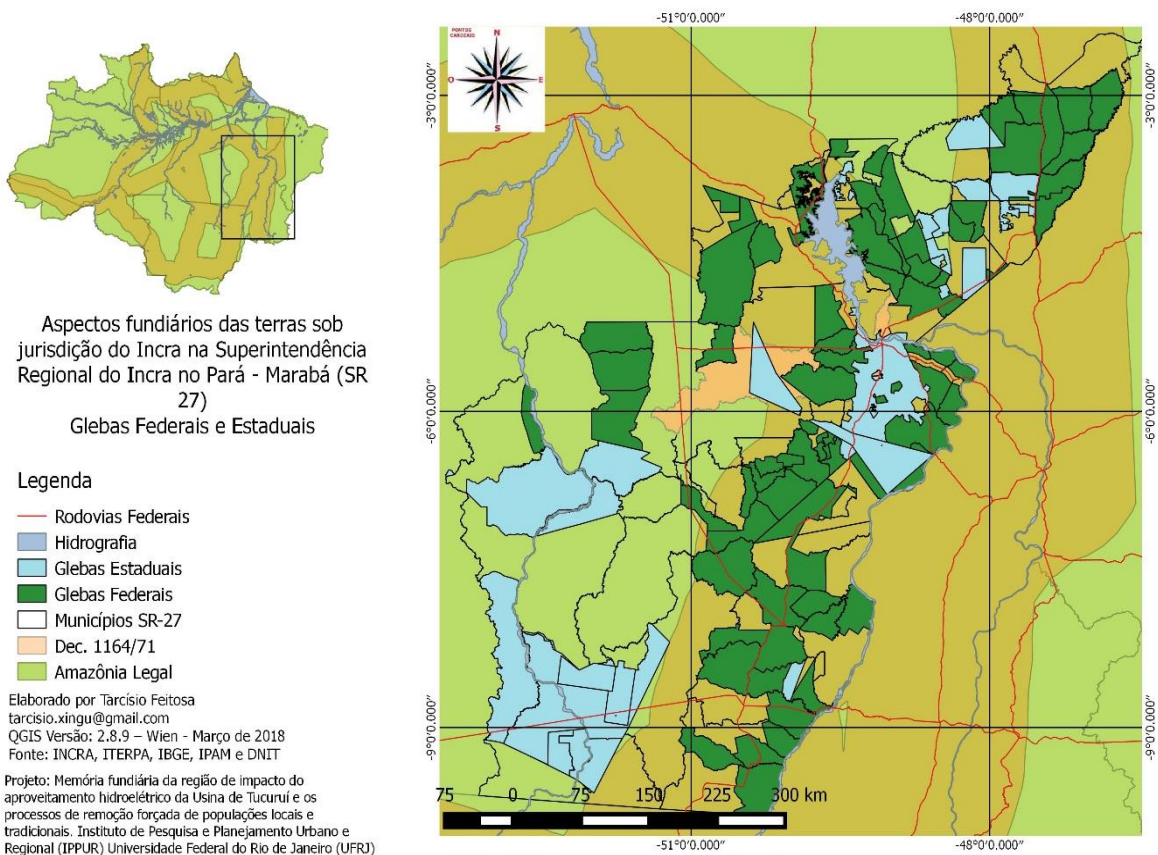 Aspectos fundiários das terras sob
jurisdição do Incra na Superintendência
Regional do Incra no Pará - Marabá (SR
27)
Glebas Federais e Estaduais
Legenda
Rodovias Federais
Hidrografia
Glebas Estaduais
Glebas Federais
Municípios SR-27
Dec. 1164/71
Amazônia Legal
Elaborado por Tarcísio Feitosa
tarcisio.xingu@gmail.com
QGIS Versão: 2.8.9 – Wien - Março de 2018
Fonte: INCRA, ITERPA, IBGE, IPAM e DNIT
Projeto: Memória fundiária da região de impacto do
aproveitamento hidroelétrico da Usina de Tucuruí e os
processos de remoção forçada de populações locais e
tradicionais. Instituto de Pesquisa e Planejamento Urbano e
Regional (IPPUR) Universidade Federal do Rio de Janeiro (UFRJ)
-51°0'0.000" -48°0'0.000"
PONTOS
CARDEAIS
N
O E
S
-3°0'0.000" -3°0'0.000"
-6°0'0.000" -6°0'0.000"
-9°0'0.000" -9°0'0.000"
75 0 75 150 225 300 km
-51°0'0.000" -48°0'0.000"